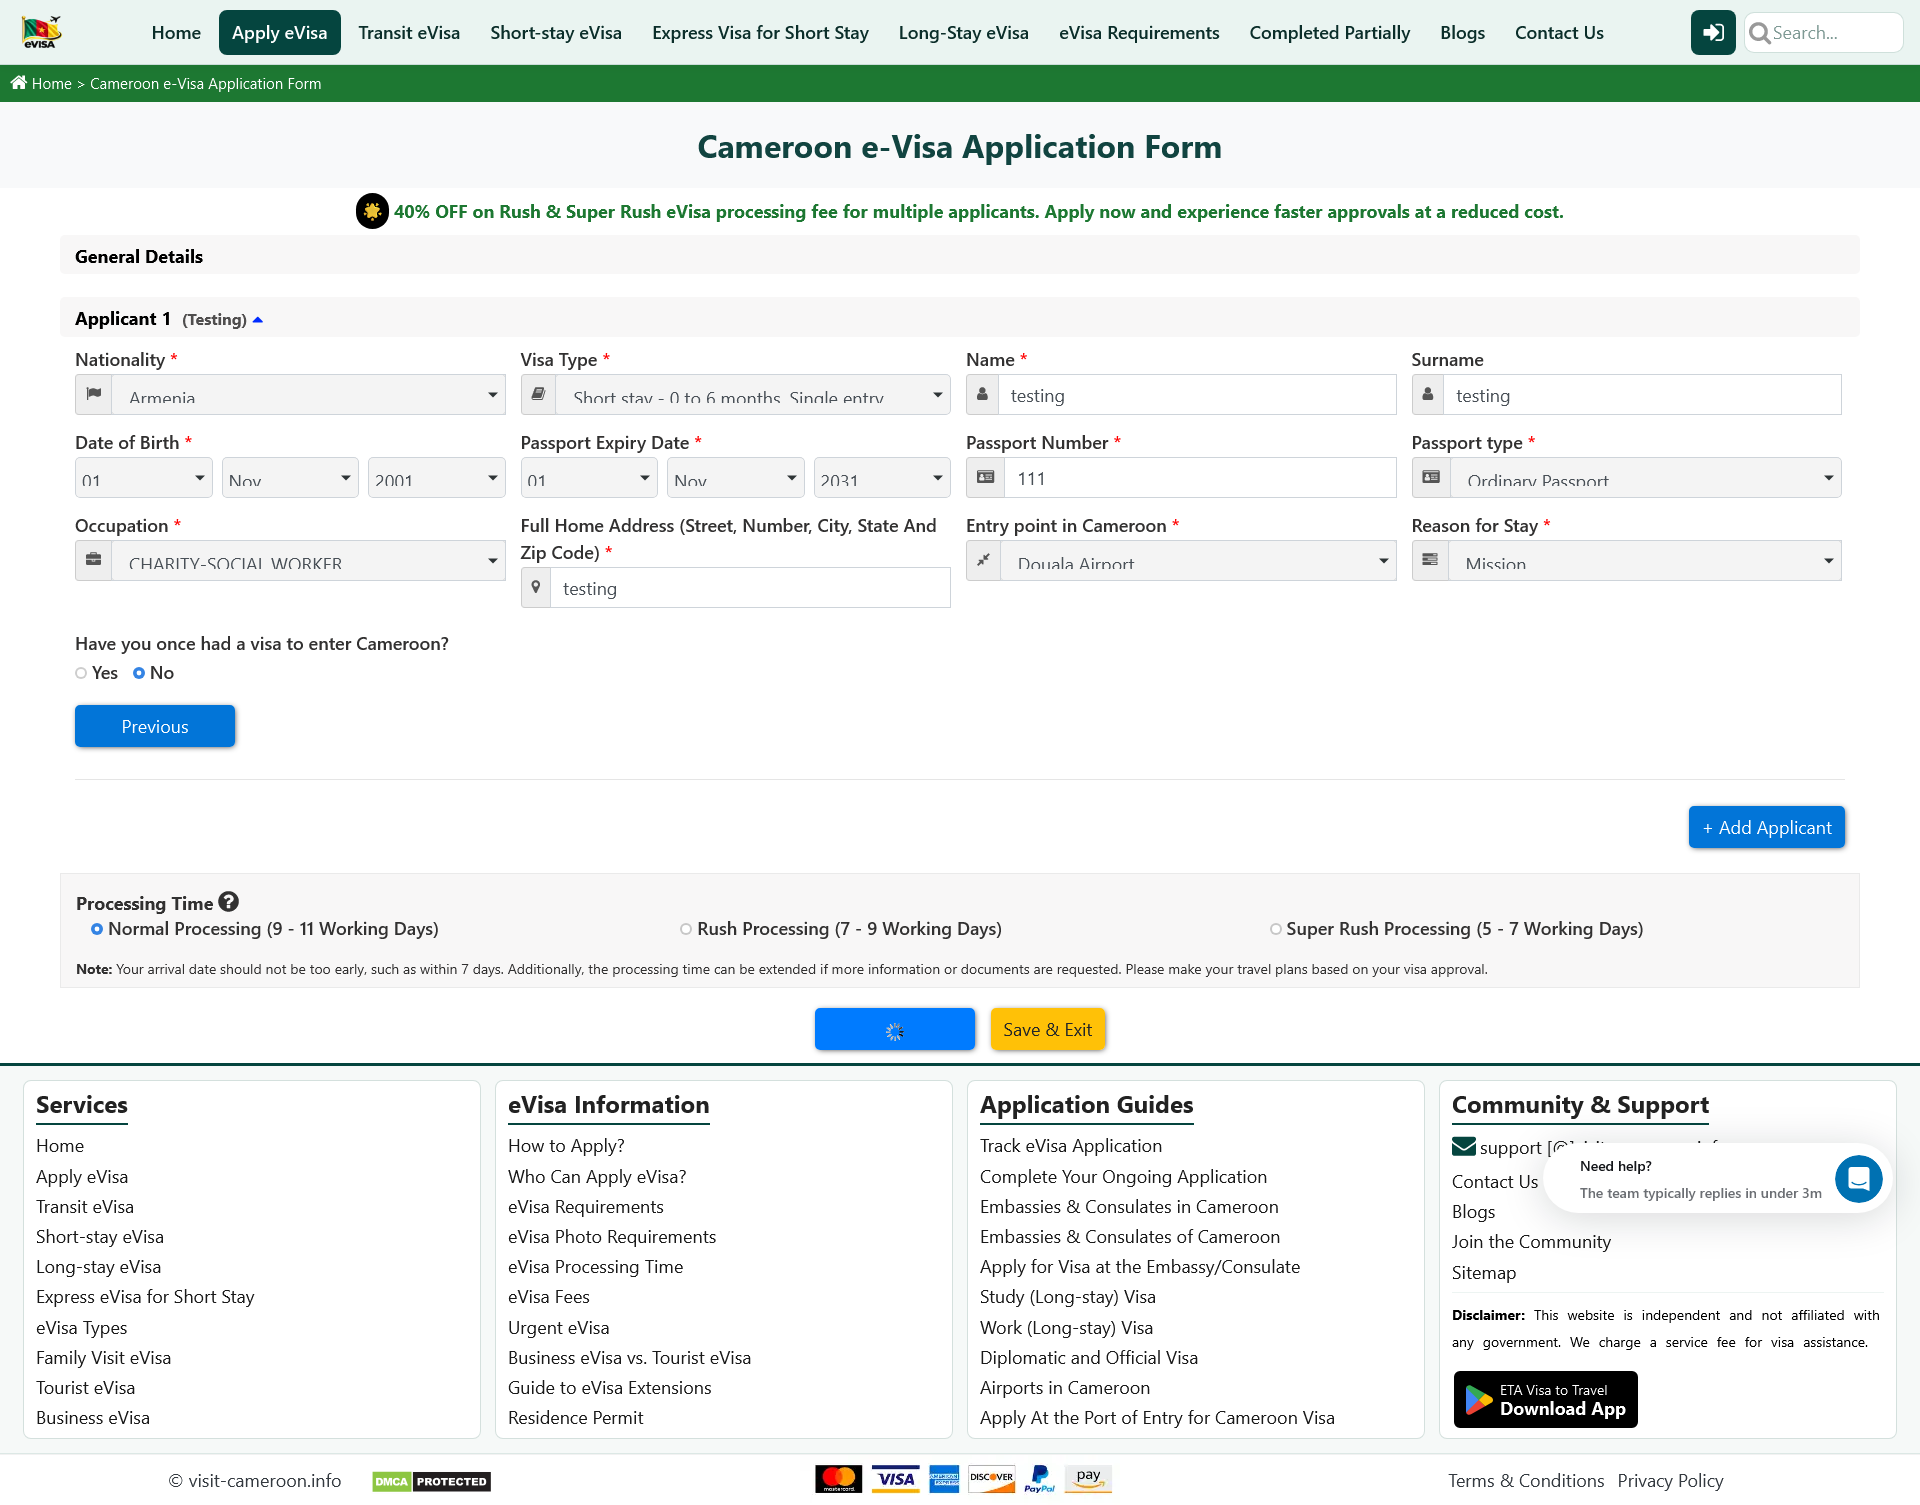 eVISA
Home
Apply eVisa
Transit eVisa
Short-stay eVisa
Express Visa for Short Stay
Long-Stay eVisa
eVisa Requirements
Completed Partially
Blogs
Contact Us
Search...
Home > Cameroon e-Visa Application Form
Cameroon e-Visa Application Form
40% OFF on Rush & Super Rush eVisa processing fee for multiple applicants. Apply now and experience faster approvals at a reduced cost.
General Details
Applicant 1 (Testing)
Nationality *
Armenia
Visa Type *
Short stay - 0 to 6 months, Single entry
Name *
testing
Surname
testing
Date of Birth *
01
Nov
2001
Passport Expiry Date *
01
Nov
2031
Passport Number *
111
Passport type *
Ordinary Passport
Occupation *
CHARITY-SOCIAL WORKER
Full Home Address (Street, Number, City, State And
Zip Code) *
testing
Entry point in Cameroon *
Douala Airport
Reason for Stay *
Mission
Have you once had a visa to enter Cameroon?
Yes
No
Previous
+ Add Applicant
Processing Time ?
Normal Processing (9 - 11 Working Days)
Rush Processing (7 - 9 Working Days)
Super Rush Processing (5 - 7 Working Days)
Note: Your arrival date should not be too early, such as within 7 days. Additionally, the processing time can be extended if more information or documents are requested. Please make your travel plans based on your visa approval.
Save & Exit
Services
Home
Apply eVisa
Transit eVisa
Short-stay eVisa
Long-stay eVisa
Express eVisa for Short Stay
eVisa Types
Family Visit eVisa
Tourist eVisa
Business eVisa
eVisa Information
How to Apply?
Who Can Apply eVisa?
eVisa Requirements
eVisa Photo Requirements
eVisa Processing Time
eVisa Fees
Urgent eVisa
Business eVisa vs. Tourist eVisa
Guide to eVisa Extensions
Residence Permit
Application Guides
Track eVisa Application
Complete Your Ongoing Application
Embassies & Consulates in Cameroon
Embassies & Consulates of Cameroon
Apply for Visa at the Embassy/Consulate
Study (Long-stay) Visa
Work (Long-stay) Visa
Diplomatic and Official Visa
Airports in Cameroon
Apply At the Port of Entry for Cameroon Visa
Community & Support
support
Need help?
The team typically replies in under 3m
Contact Us
Blogs
Join the Community
Sitemap
Disclaimer: This website is independent and not affiliated with
any government. We charge a service fee for visa assistance.
ETA Visa to Travel
Download App
© visit-cameroon.info
DMCA PROTECTED
mastercard
VISA
AMERICAN EXPRESS
DISCOVER
PayPal
pay
Terms & Conditions
Privacy Policy